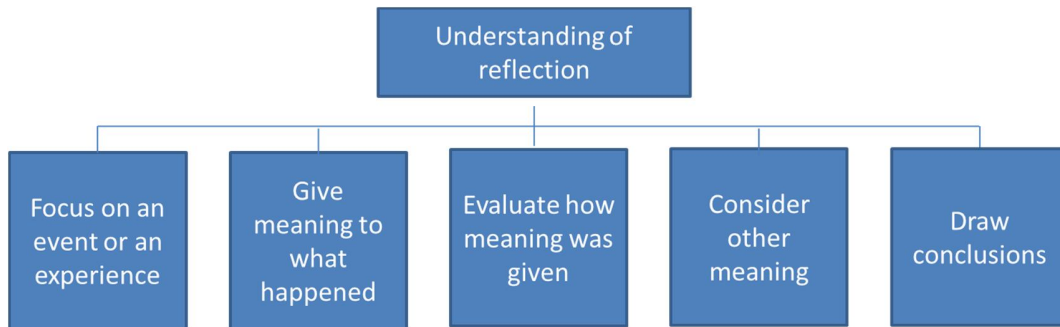 Understanding of
reflection
Focus on an
event or an
experience
Give
meaning to
what
happened
Evaluate how
meaning was
given
Consider
other
meaning
Draw
conclusions